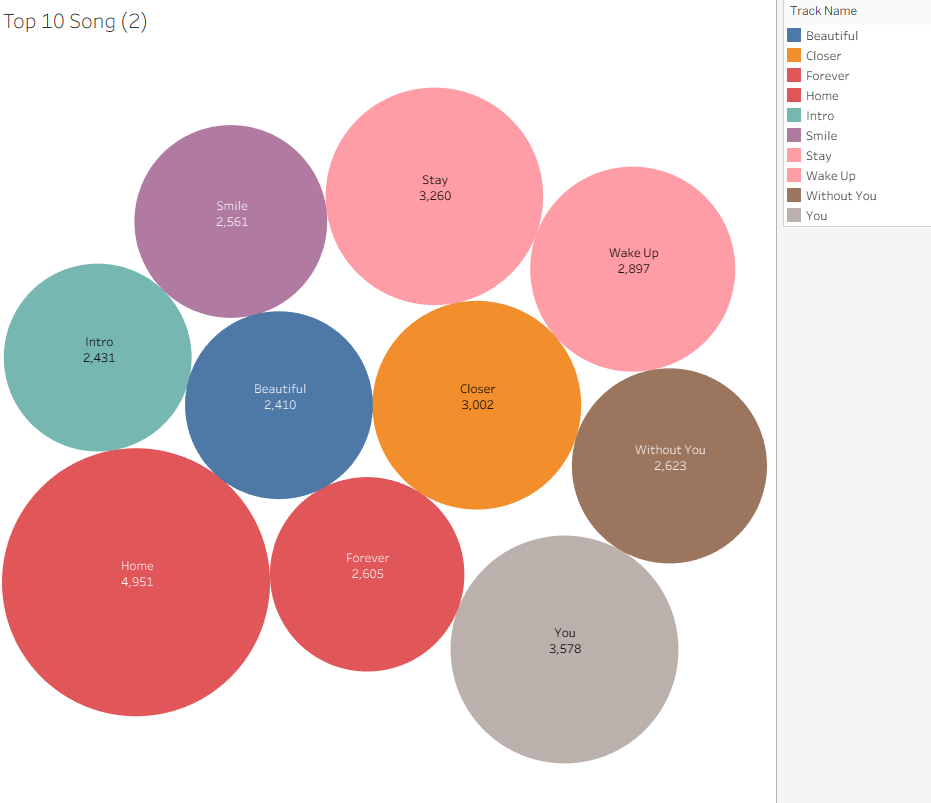 Top 10 Song (2)
Stay
3,260
Smile
2,561
Wake Up
2,897
Intro
2,431
Beautiful
2,410
Closer
3,002
Without You
2,623
Home
4,951
Forever
2,605
You
3,578
Track Name
Beautiful
Closer
Forever
Home
Intro
Smile
Stay
Wake Up
Without You
You